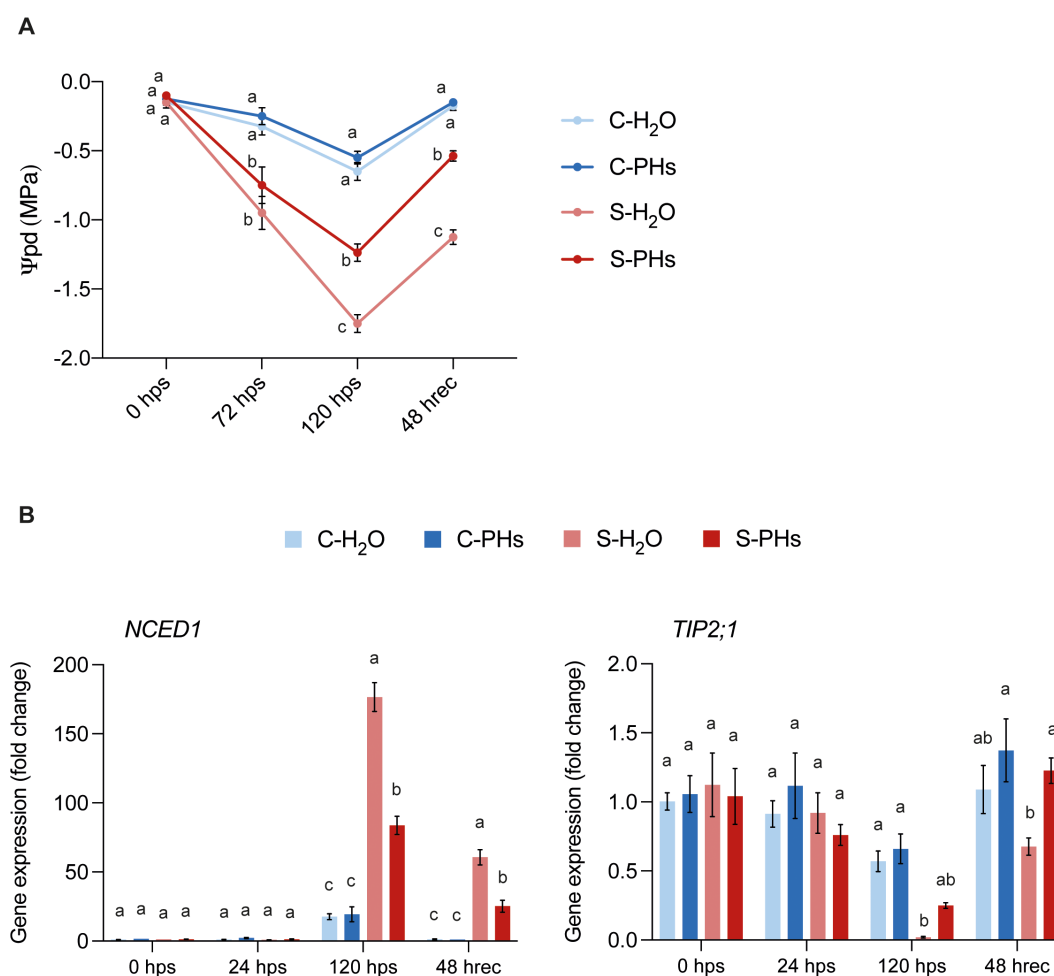 A
Ψpd (MPa)
0.0
-0.5
-1.0
-1.5
-2.0
a
a
a
a
a
a
b
b
a
a
b
c
a
a
b
c
0 hps
72 hps
120 hps
48 hrec
C-H₂O
C-PHs
S-H₂O
S-PHs
B
C-H₂O C-PHs S-H₂O S-PHs
NCED1
Gene expression (fold change)
200
150
100
50
0
a a a a a a a a c c a b c c a b
0 hps 24 hps 120 hps 48 hrec
TIP2;1
Gene expression (fold change)
2.0
1.5
1.0
0.5
0.0
a a a a a a a a a a b ab ab a b a
0 hps 24 hps 120 hps 48 hrec